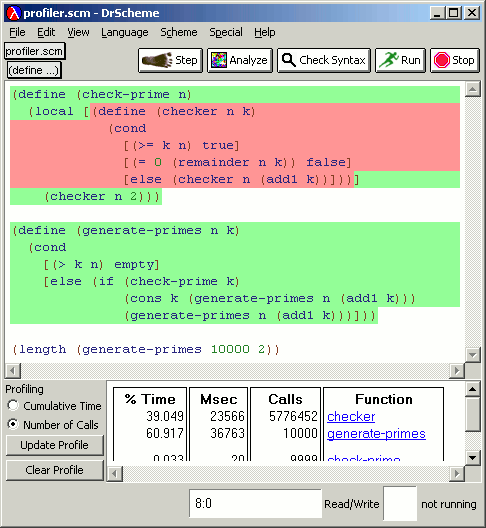 profiler.scm - DrScheme
File Edit View Language Scheme Special Help
profiler.scm
(define ...)
Step Analyze Check Syntax Run Stop
(define (check-prime n)
(local [(define (checker n k)
(cond
[(>= k n) true]
[(= 0 (remainder n k)) false]
[else (checker n (add1 k))]))]
(checker n 2)))
(define (generate-primes n k)
(cond
[(> k n) empty]
[else (if (check-prime k)
(cons k (generate-primes n (add1 k)))
(generate-primes n (add1 k)))]))
(length (generate-primes 10000 2))
Profiling
Cumulative Time
Number of Calls
Update Profile
Clear Profile
% Time Msec Calls Function
39.049 23566 5776452 checker
60.917 36763 10000 generate-primes
0.033 20 9999 check-prime
8:0 Read/Write not running